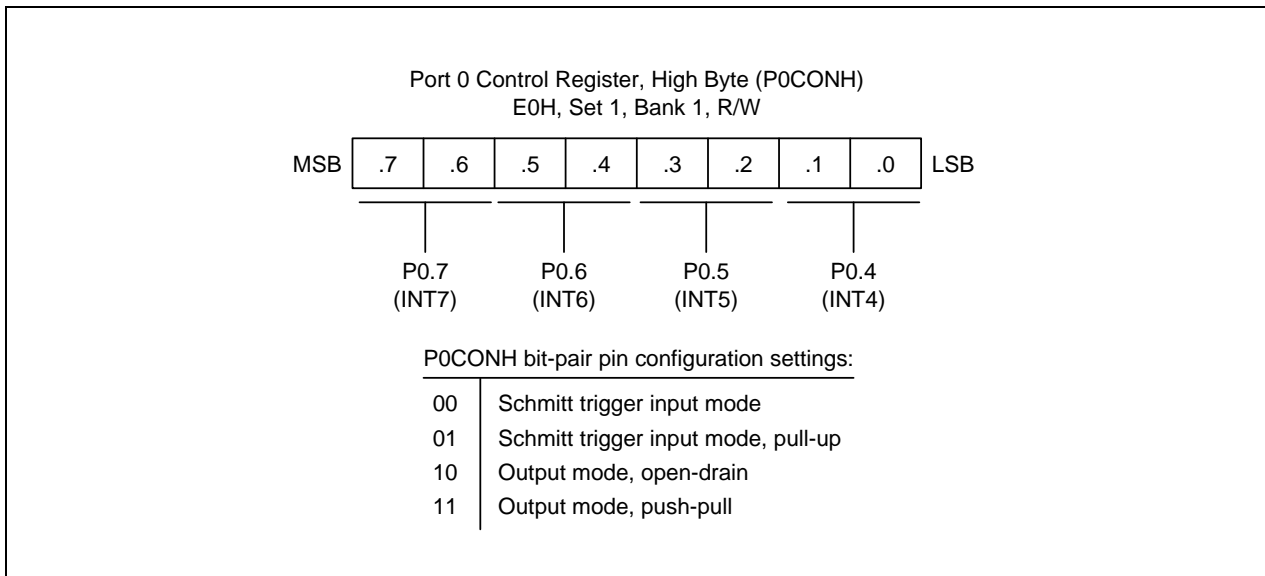 Port 0 Control Register, High Byte (P0CONH)
E0H, Set 1, Bank 1, R/W
MSB .7 .6 .5 .4 .3 .2 .1 .0 LSB
P0.7 P0.6 P0.5 P0.4
(INT7) (INT6) (INT5) (INT4)
P0CONH bit-pair pin configuration settings:
00 Schmitt trigger input mode
01 Schmitt trigger input mode, pull-up
10 Output mode, open-drain
11 Output mode, push-pull